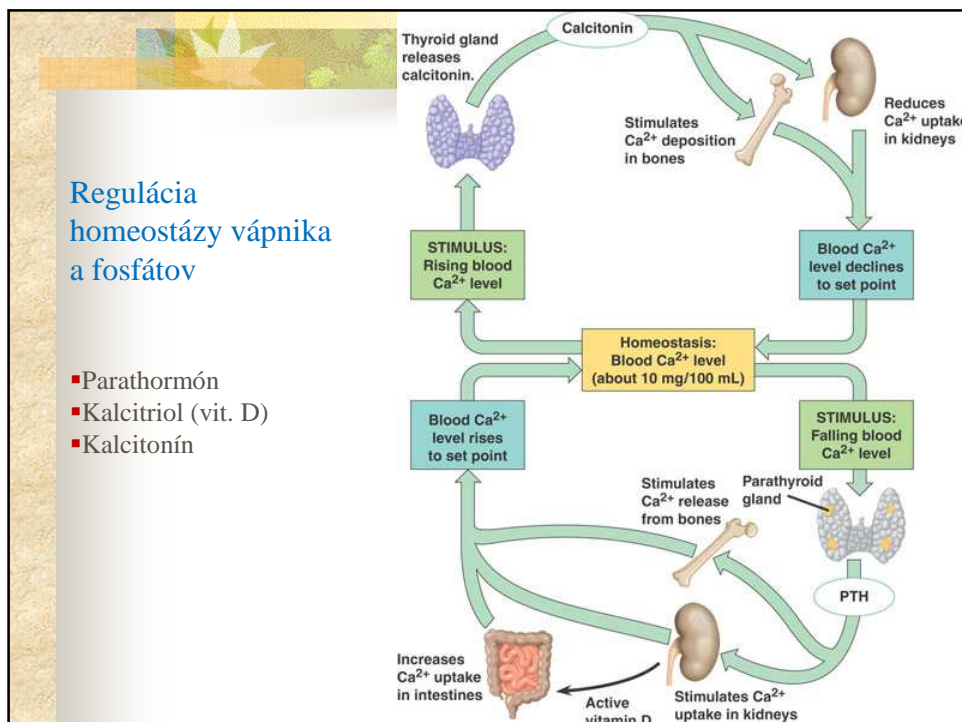 Regulácia
homeostázy vápnika
a fosfátov
▪Parathormón
▪Kalcitriol (vit. D)
▪Kalcitonín
Calcitonin
Thyroid gland
releases
calcitonin.
Stimulates
Ca²⁺ deposition
in bones
Reduces
Ca²⁺ uptake
in kidneys
STIMULUS:
Rising blood
Ca²⁺ level
Blood Ca²⁺
level declines
to set point
Homeostasis:
Blood Ca²⁺ level
(about 10 mg/100 mL)
Blood Ca²⁺
level rises
to set point
STIMULUS:
Falling blood
Ca²⁺ level
Stimulates
Ca²⁺ release
from bones
Parathyroid
gland
PTH
Increases
Ca²⁺ uptake
in intestines
Active
vitamin D
Stimulates Ca²⁺
uptake in kidneys